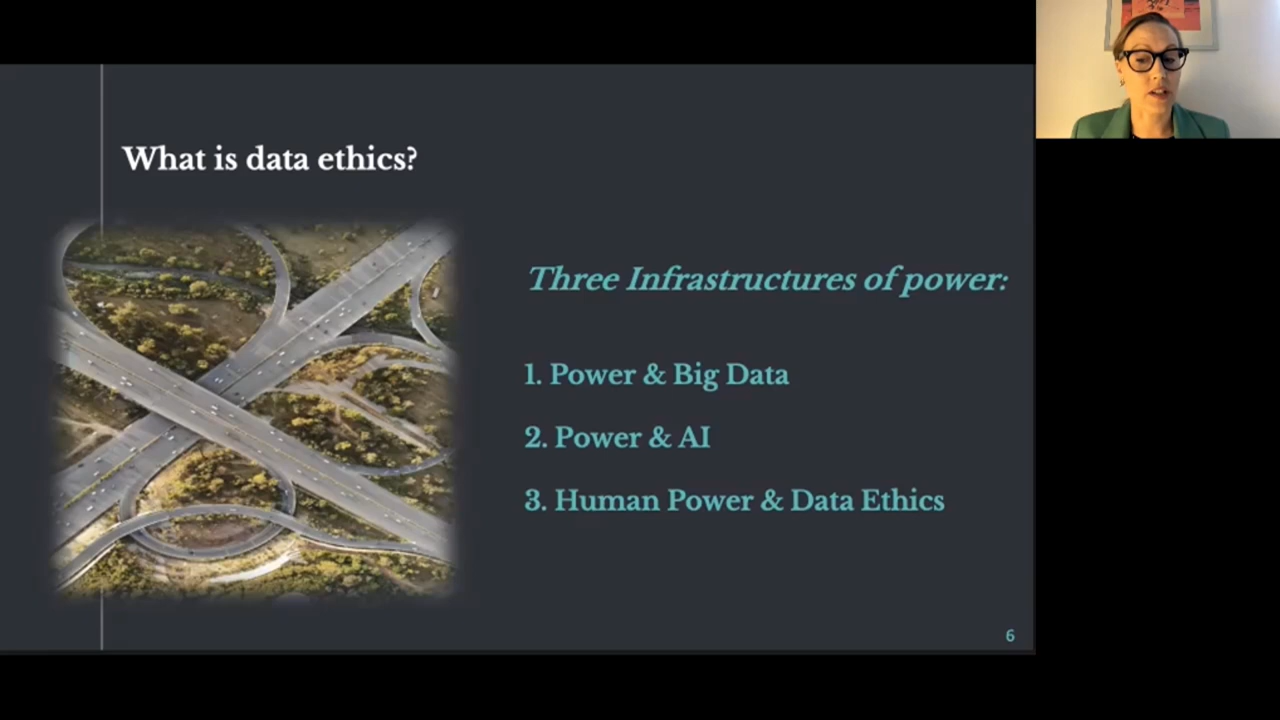 What is data ethics?
Three Infrastructures of power:
1. Power & Big Data
2. Power & AI
3. Human Power & Data Ethics
6